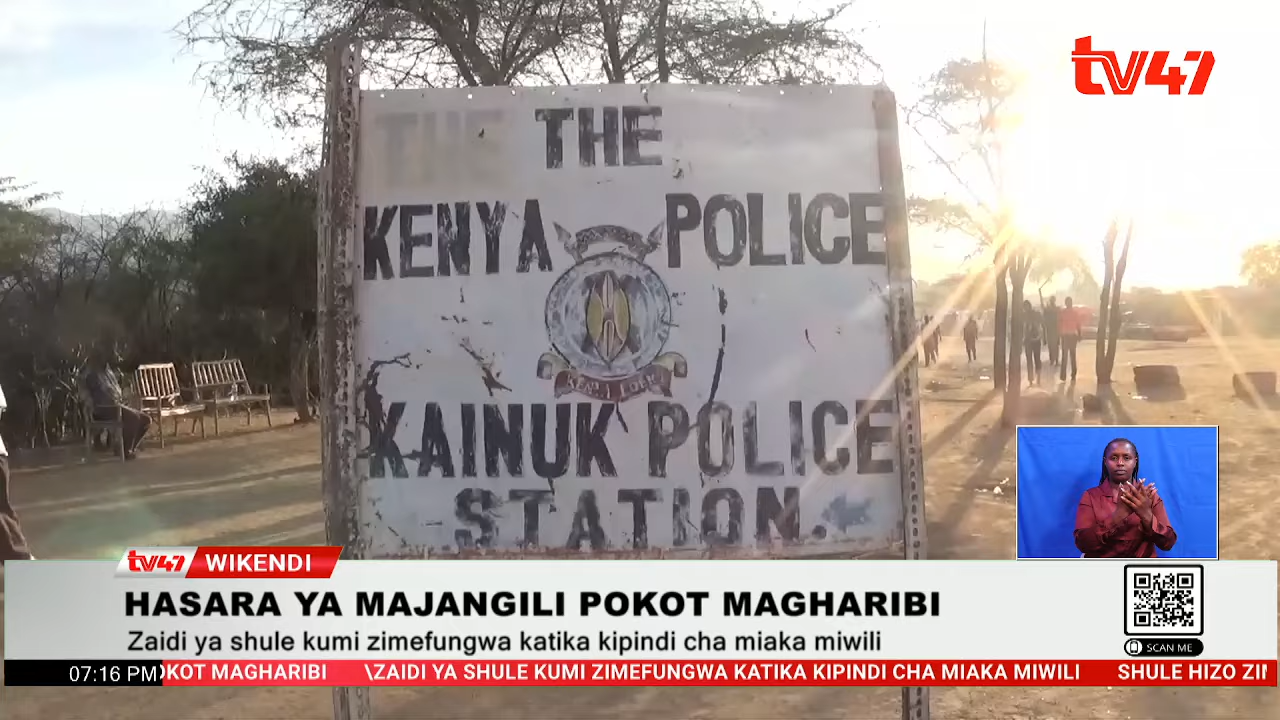 tv47
THE THE
KENYA POLICE
KAINUK POLICE
STATION.
tv47 WIKENDI
HASARA YA MAJANGILI POKOT MAGHARIBI
Zaidi ya shule kumi zimefungwa katika kipindi cha miaka miwili
SCAN ME
07:16 PM OKOT MAGHARIBI \ZAIDI YA SHULE KUMI ZIMEFUNGWA KATIKA KIPINDI CHA MIAKA MIWILI SHULE HIZO